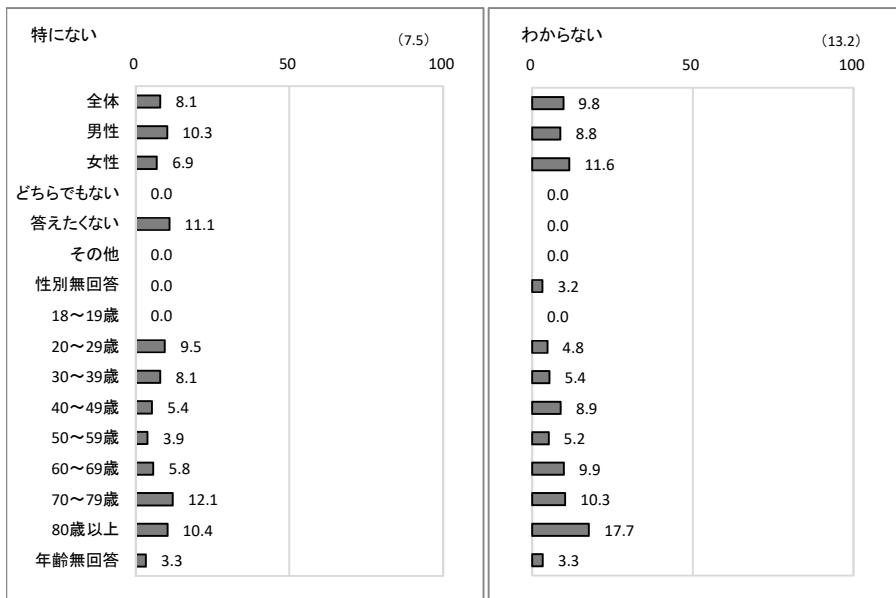 特にない (7.5)
0 50 100
全体 8.1
男性 10.3
女性 6.9
どちらでもない 0.0
答えたくない 11.1
その他 0.0
性別無回答 0.0
18～19歳 0.0
20～29歳 9.5
30～39歳 8.1
40～49歳 5.4
50～59歳 3.9
60～69歳 5.8
70～79歳 12.1
80歳以上 10.4
年齢無回答 3.3
わからない (13.2)
0 50 100
9.8
8.8
11.6
0.0
0.0
0.0
3.2
0.0
4.8
5.4
8.9
5.2
9.9
10.3
17.7
3.3